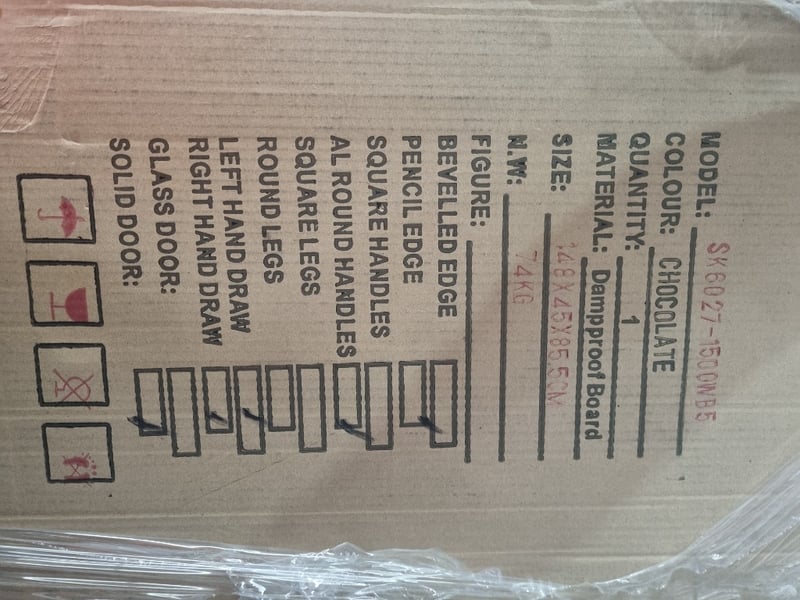 MODEL: SK6027-1500WB5
COLOUR: CHOCOLATE
QUANTITY: 1
MATERIAL: Dampproof Board
SIZE: 148X45X85.5CM
N.W: 74KG
FIGURE:
BEVELLED EDGE
PENCIL EDGE
SQUARE HANDLES
AL ROUND HANDLES
SQUARE LEGS
ROUND LEGS
LEFT HAND DRAW
RIGHT HAND DRAW
GLASS DOOR:
SOLID DOOR: